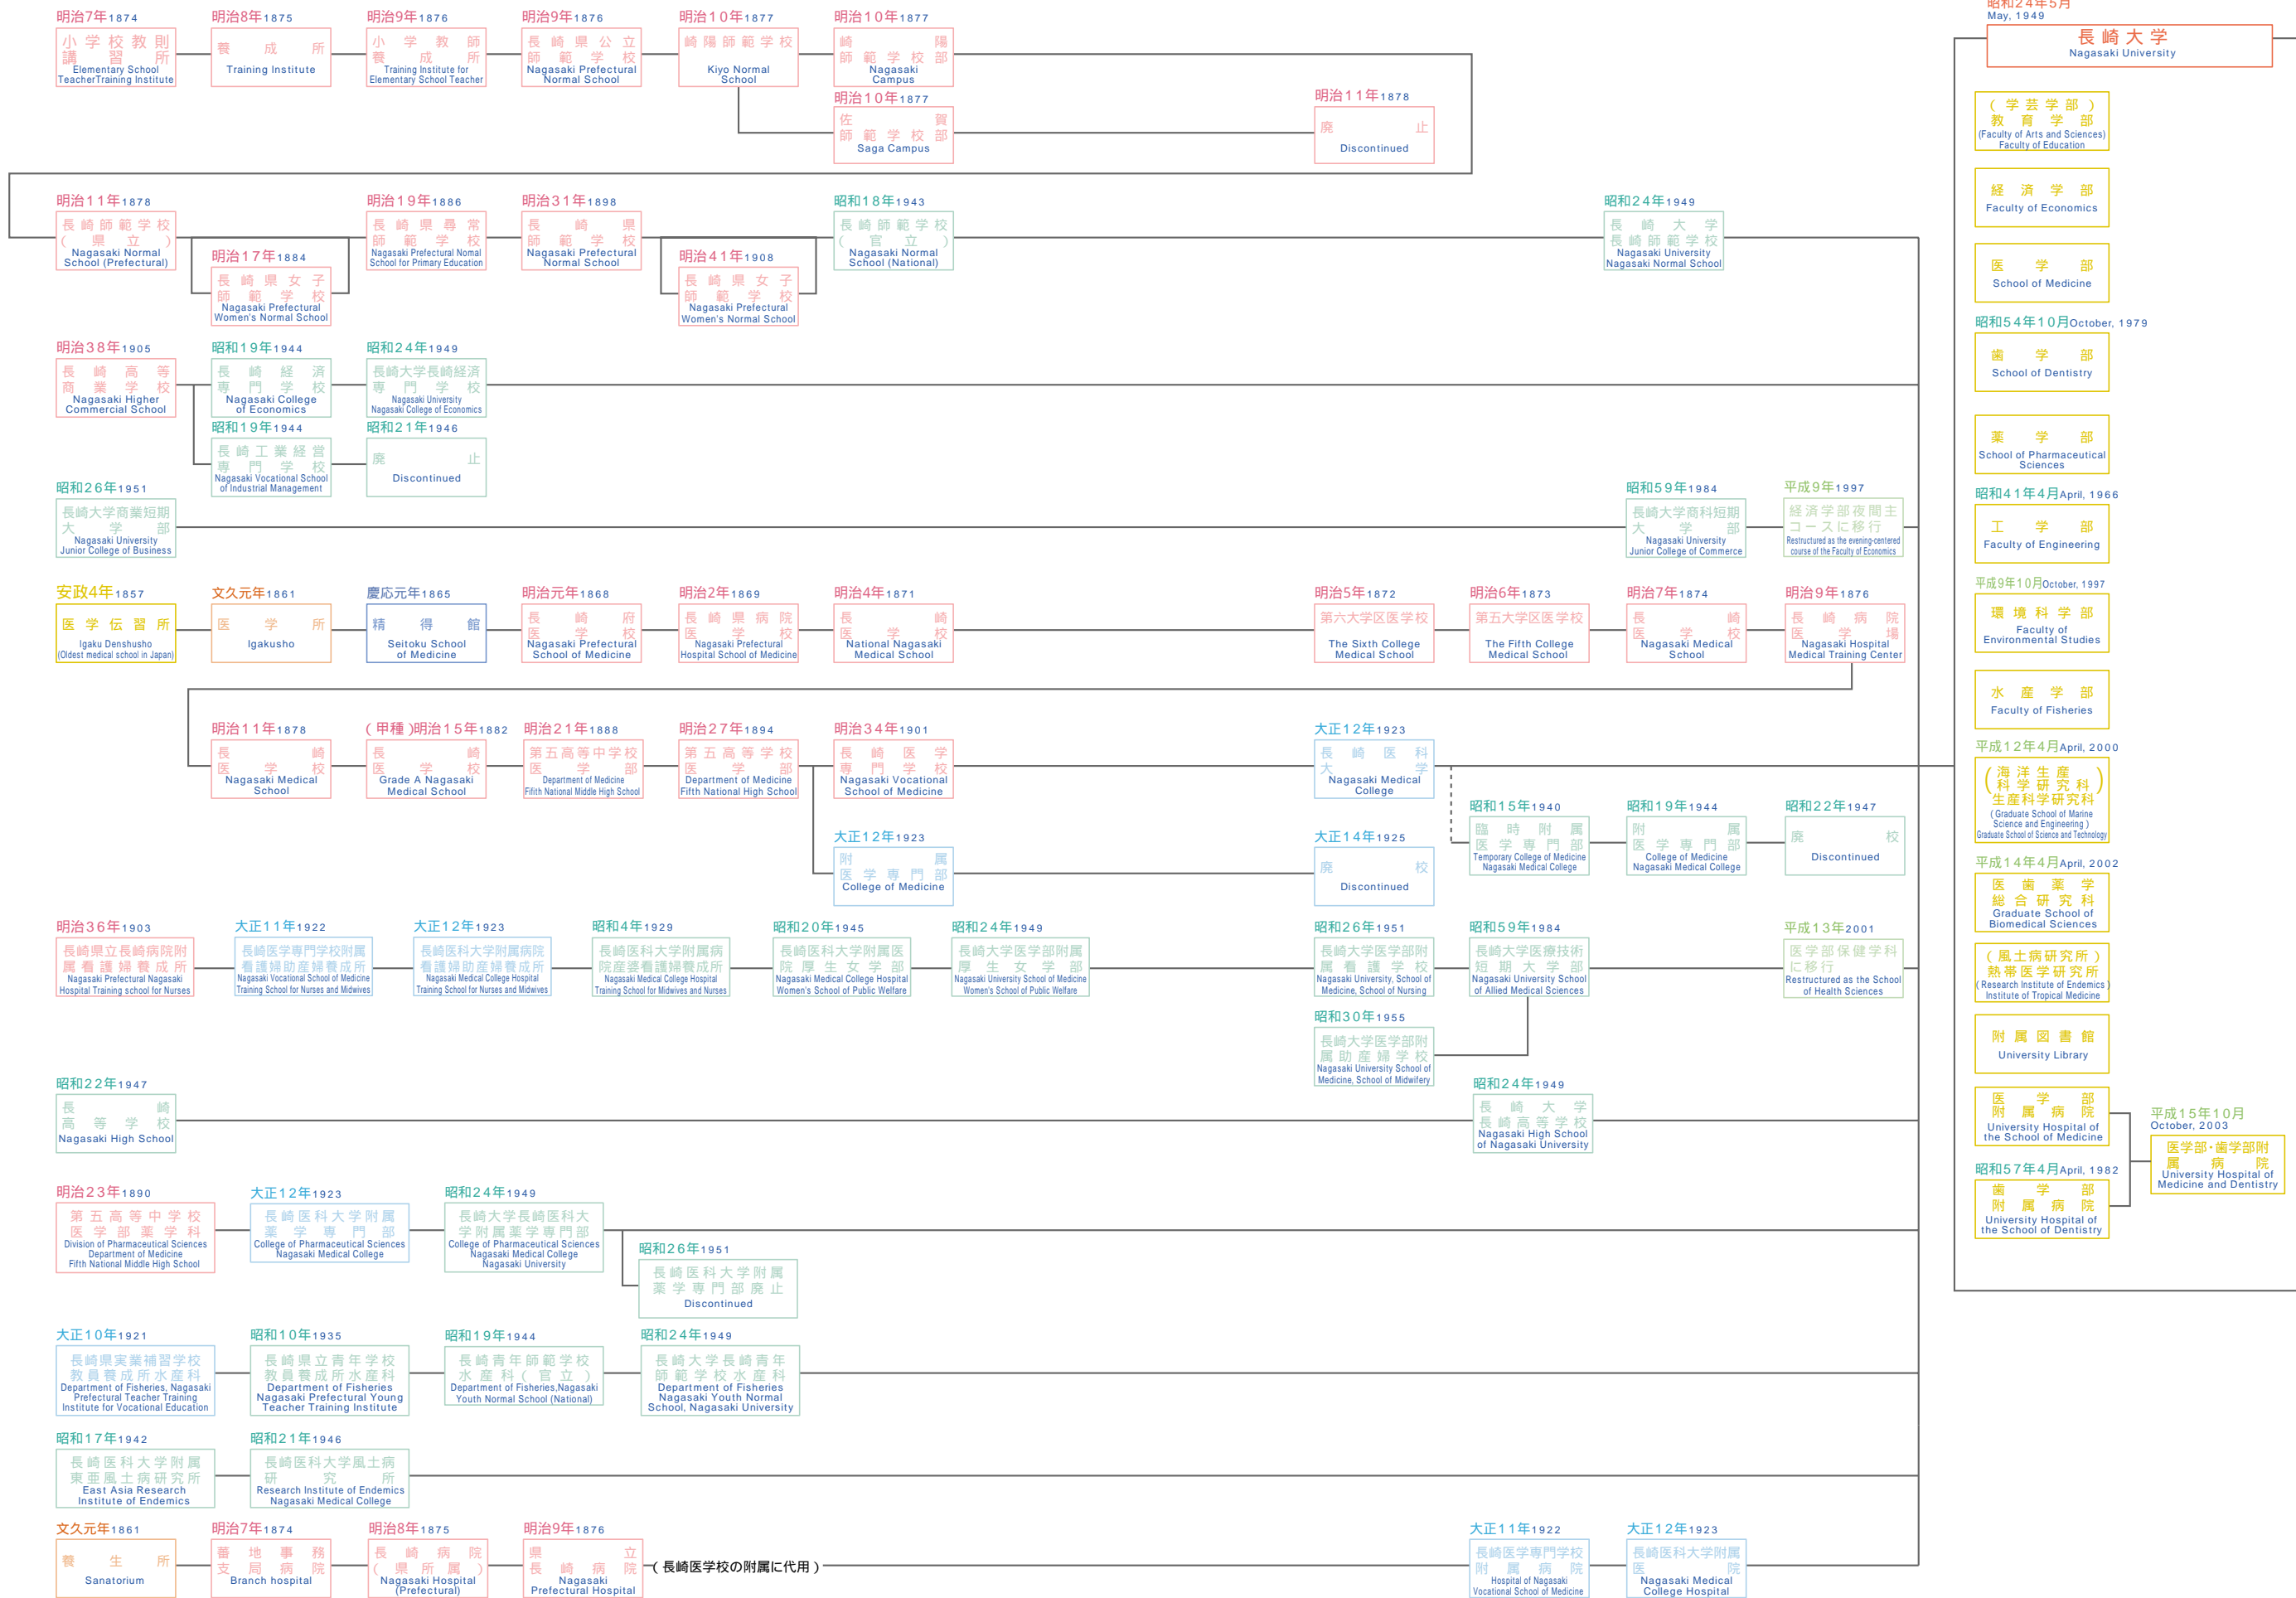 明治7年1874
小学校教則
講習所
Elementary School
TeacherTraining Institute
明治8年1875
養成所
Training Institute
明治9年1876
小学教師
養成所
Training Institute for
Elementary School Teacher
明治9年1876
長崎県公立
師範学校
Nagasaki Prefectural
Normal School
明治10年1877
崎陽師範学校
Kiyo Normal
School
明治10年1877
崎陽
師範学校部
Nagasaki
Campus
明治10年1877
佐賀
師範学校部
Saga Campus
明治11年1878
廃止
Discontinued
明治11年1878
長崎師範学校
(県立)
Nagasaki Normal
School (Prefectural)
明治17年1884
長崎県女子
師範学校
Nagasaki Prefectural
Women's Normal School
明治19年1886
長崎県尋常
師範学校
Nagasaki Prefectural Nomal
School for Primary Education
明治31年1898
長崎県
師範学校
Nagasaki Prefectural
Normal School
明治41年1908
長崎県女子
師範学校
Nagasaki Prefectural
Women's Normal School
昭和18年1943
長崎師範学校
(官立)
Nagasaki Normal
School (National)
昭和24年1949
長崎大学
長崎師範学校
Nagasaki University
Nagasaki Normal School
明治38年1905
長崎高等
商業学校
Nagasaki Higher
Commercial School
昭和19年1944
長崎経済
専門学校
Nagasaki College
of Economics
昭和24年1949
長崎大学長崎経済
専門学校
Nagasaki University
Nagasaki College of Economics
昭和19年1944
長崎工業経営
専門学校
Nagasaki Vocational School
of Industrial Management
昭和21年1946
廃止
Discontinued
昭和26年1951
長崎大学商業短期
大学部
Nagasaki University
Junior College of Business
昭和59年1984
長崎大学商科短期
大学部
Nagasaki University
Junior College of Commerce
平成9年1997
経済学部夜間主
コースに移行
Restructured as the evening-centered
course of the Faculty of Economics
安政4年1857
医学伝習所
Igaku Denshusho
(Oldest medical school in Japan)
文久元年1861
医学所
Igakusho
慶応元年1865
精得館
Seitoku School
of Medicine
明治元年1868
長崎府
医学校
Nagasaki Prefectural
School of Medicine
明治2年1869
長崎県病院
医学校
Nagasaki Prefectural
Hospital School of Medicine
明治4年1871
長崎
医学校
National Nagasaki
Medical School
明治5年1872
第六大学区医学校
The Sixth College
Medical School
明治6年1873
第五大学区医学校
The Fifth College
Medical School
明治7年1874
長崎
医学校
Nagasaki Medical
School
明治9年1876
長崎病院
医学場
Nagasaki Hospital
Medical Training Center
明治11年1878
長崎
医学校
Nagasaki Medical
School
(甲種)明治15年1882
長崎
医学校
Grade A Nagasaki
Medical School
明治21年1888
第五高等中学校
医学部
Department of Medicine
Fifith National Middle High School
明治27年1894
第五高等学校
医学部
Department of Medicine
Fifth National High School
明治34年1901
長崎医学
専門学校
Nagasaki Vocational
School of Medicine
大正12年1923
長崎医科
大学
Nagasaki Medical
College
大正12年1923
附属
医学専門部
College of Medicine
大正14年1925
廃校
Discontinued
昭和15年1940
臨時附属
医学専門部
Temporary College of Medicine
Nagasaki Medical College
昭和19年1944
附属
医学専門部
College of Medicine
Nagasaki Medical College
昭和22年1947
廃校
Discontinued
明治36年1903
長崎県立長崎病院附
属看護婦養成所
Nagasaki Prefectural Nagasaki
Hospital Training school for Nurses
大正11年1922
長崎医学専門学校附属
看護婦助産婦養成所
Nagasaki Vocational School of Medicine
Training School for Nurses and Midwives
大正12年1923
長崎医科大学附属病院
看護婦助産婦養成所
Nagasaki Medical College Hospital
Training School for Nurses and Midwives
昭和4年1929
長崎医科大学附属病
院産婆看護婦養成所
Nagasaki Medical College Hospital
Training School for Midwives and Nurses
昭和20年1945
長崎医科大学附属医
院厚生女学部
Nagasaki Medical College Hospital
Women's School of Public Welfare
昭和24年1949
長崎大学医学部附属
厚生女学部
Nagasaki University School of Medicine
Women's School of Public Welfare
昭和26年1951
長崎大学医学部附
属看護学校
Nagasaki University, School of
Medicine, School of Nursing
昭和59年1984
長崎大学医療技術
短期大学部
Nagasaki University School
of Allied Medical Sciences
平成13年2001
医学部保健学科
に移行
Restructured as the School
of Health Sciences
昭和30年1955
長崎大学医学部附
属助産婦学校
Nagasaki University School of
Medicine, School of Midwifery
昭和22年1947
長崎
高等学校
Nagasaki High School
昭和24年1949
長崎大学
長崎高等学校
Nagasaki High School
of Nagasaki University
明治23年1890
第五高等中学校
医学部薬学科
Division of Pharmaceutical Sciences
Department of Medicine
Fifth National Middle High School
大正12年1923
長崎医科大学附属
薬学専門部
College of Pharmaceutical Sciences
Nagasaki Medical College
昭和24年1949
長崎大学長崎医科大
学附属薬学専門部
College of Pharmaceutical Sciences
Nagasaki Medical College
Nagasaki University
昭和26年1951
長崎医科大学附属
薬学専門部廃止
Discontinued
大正10年1921
長崎県実業補習学校
教員養成所水産科
Department of Fisheries, Nagasaki
Prefectural Teacher Training
Institute for Vocational Education
昭和10年1935
長崎県立青年学校
教員養成所水産科
Department of Fisheries
Nagasaki Prefectural Young
Teacher Training Institute
昭和19年1944
長崎青年師範学校
水産科(官立)
Department of Fisheries,Nagasaki
Youth Normal School (National)
昭和24年1949
長崎大学長崎青年
師範学校水産科
Department of Fisheries
Nagasaki Youth Normal
School, Nagasaki University
昭和17年1942
長崎医科大学附属
東亜風土病研究所
East Asia Research
Institute of Endemics
昭和21年1946
長崎医科大学風土病
研究所
Research Institute of Endemics
Nagasaki Medical College
文久元年1861
養生所
Sanatorium
明治7年1874
蕃地事務
支局病院
Branch hospital
明治8年1875
長崎病院
(県所属)
Nagasaki Hospital
(Prefectural)
明治9年1876
県立
長崎病院
Nagasaki
Prefectural Hospital
(長崎医学校の附属に代用)
大正11年1922
長崎医学専門学校
附属病院
Hospital of Nagasaki
Vocational School of Medicine
大正12年1923
長崎医科大学附属
医院
Nagasaki Medical
College Hospital
昭和24年5月
May, 1949
長崎大学
Nagasaki University
(学芸学部)
教育学部
(Faculty of Arts and Sciences)
Faculty of Education
経済学部
Faculty of Economics
医学部
School of Medicine
昭和54年10月October, 1979
歯学部
School of Dentistry
薬学部
School of Pharmaceutical
Sciences
昭和41年4月April, 1966
工学部
Faculty of Engineering
平成9年10月October, 1997
環境科学部
Faculty of
Environmental Studies
水産学部
Faculty of Fisheries
平成12年4月April, 2000
(海洋生産
科学研究科)
生産科学研究科
(Graduate School of Marine
Science and Engineering)
Graduate School of Science and Technology
平成14年4月April, 2002
医歯薬学
総合研究科
Graduate School of
Biomedical Sciences
(風土病研究所)
熱帯医学研究所
(Research Institute of Endemics)
Institute of Tropical Medicine
附属図書館
University Library
医学部
附属病院
University Hospital of
the School of Medicine
昭和57年4月April, 1982
歯学部
附属病院
University Hospital of
the School of Dentistry
平成15年10月
October, 2003
医学部・歯学部附
属病院
University Hospital of
Medicine and Dentistry